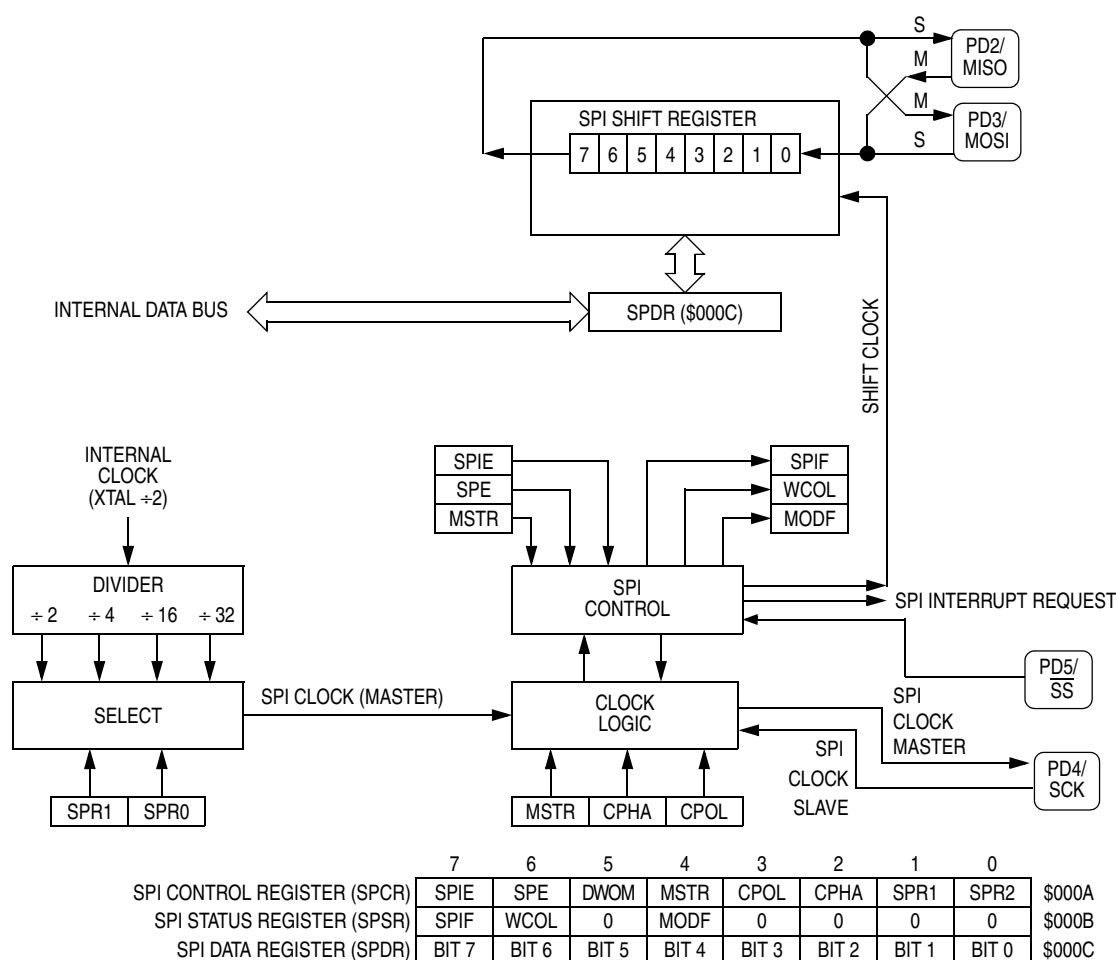 S
PD2/
MISO
M
M
PD3/
MOSI
S
SPI SHIFT REGISTER
7 6 5 4 3 2 1 0
INTERNAL DATA BUS
SPDR ($000C)
SHIFT CLOCK
INTERNAL
CLOCK
(XTAL ÷2)
SPIE
SPE
MSTR
SPIF
WCOL
MODF
DIVIDER
÷ 2 ÷ 4 ÷ 16 ÷ 32
SPI
CONTROL
SPI INTERRUPT REQUEST
PD5/
SS
SELECT
SPI CLOCK (MASTER)
CLOCK
LOGIC
SPI
CLOCK
MASTER
SPI
CLOCK
SLAVE
PD4/
SCK
SPR1 SPR0
MSTR CPHA CPOL
7 6 5 4 3 2 1 0
SPI CONTROL REGISTER (SPCR) SPIE SPE DWOM MSTR CPOL CPHA SPR1 SPR2 $000A
SPI STATUS REGISTER (SPSR) SPIF WCOL 0 MODF 0 0 0 0 $000B
SPI DATA REGISTER (SPDR) BIT 7 BIT 6 BIT 5 BIT 4 BIT 3 BIT 2 BIT 1 BIT 0 $000C